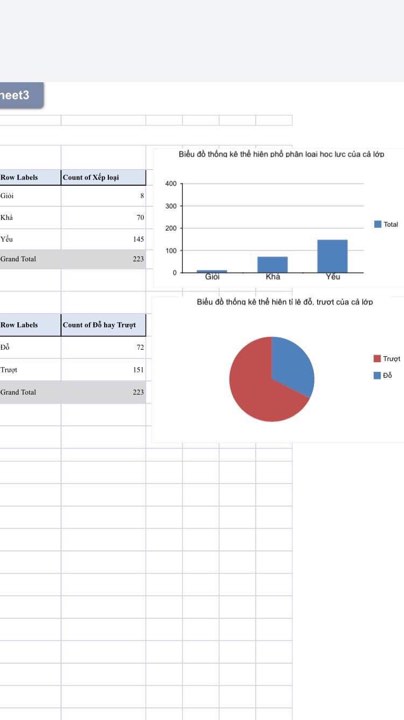 heet3
Row Labels Count of Xếp loại
Giỏi 8
Khá 70
Yếu 145
Grand Total 223
Biểu đồ thống kê thể hiện phổ phân loại học lực của cả lớp
400
300
200
100
0
Giỏi Khá Yếu
Total
Row Labels Count of Đỗ hay Trượt
Đỗ 72
Trượt 151
Grand Total 223
Biểu đồ thống kê thể hiện tỉ lệ đỗ, trượt của cả lớp
Trượt
Đỗ